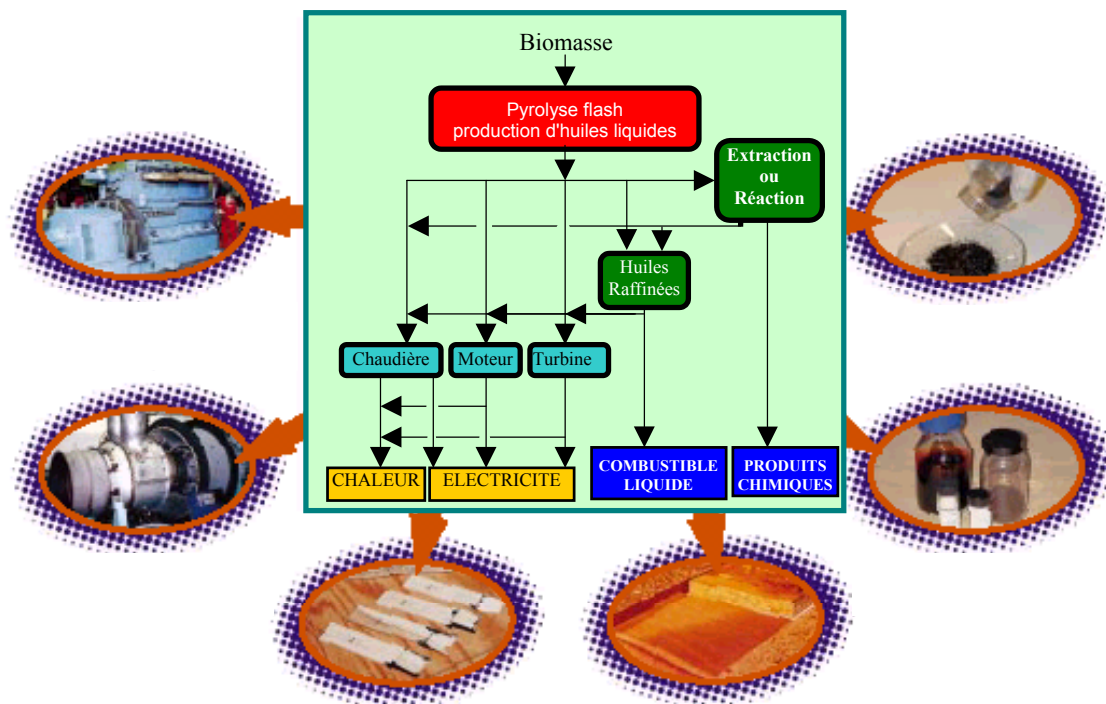 Biomasse
Pyrolyse flash
production d'huiles liquides
Extraction
ou
Réaction
Huiles
Raffinées
Chaudière
Moteur
Turbine
CHALEUR
ELECTRICITE
COMBUSTIBLE
LIQUIDE
PRODUITS
CHIMIQUES